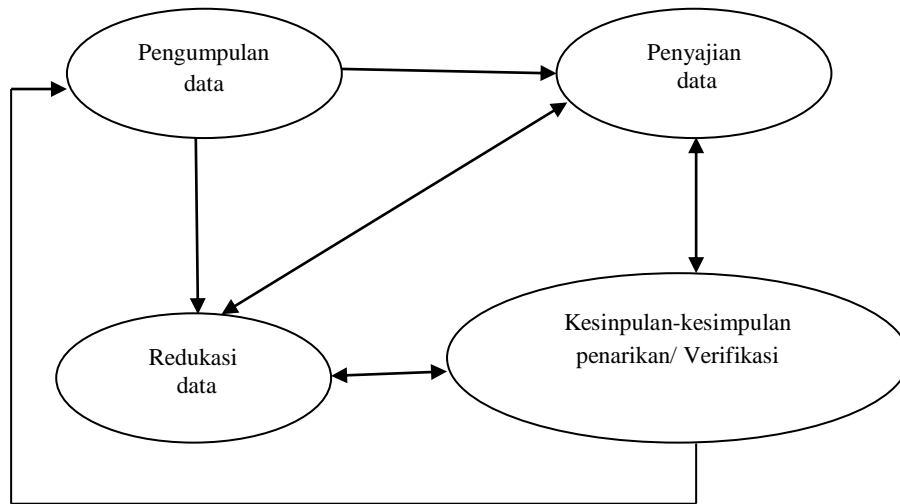 Pengumpulan
data
Penyajian
data
Redukasi
data
Kesinpulan-kesimpulan
penarikan/ Verifikasi